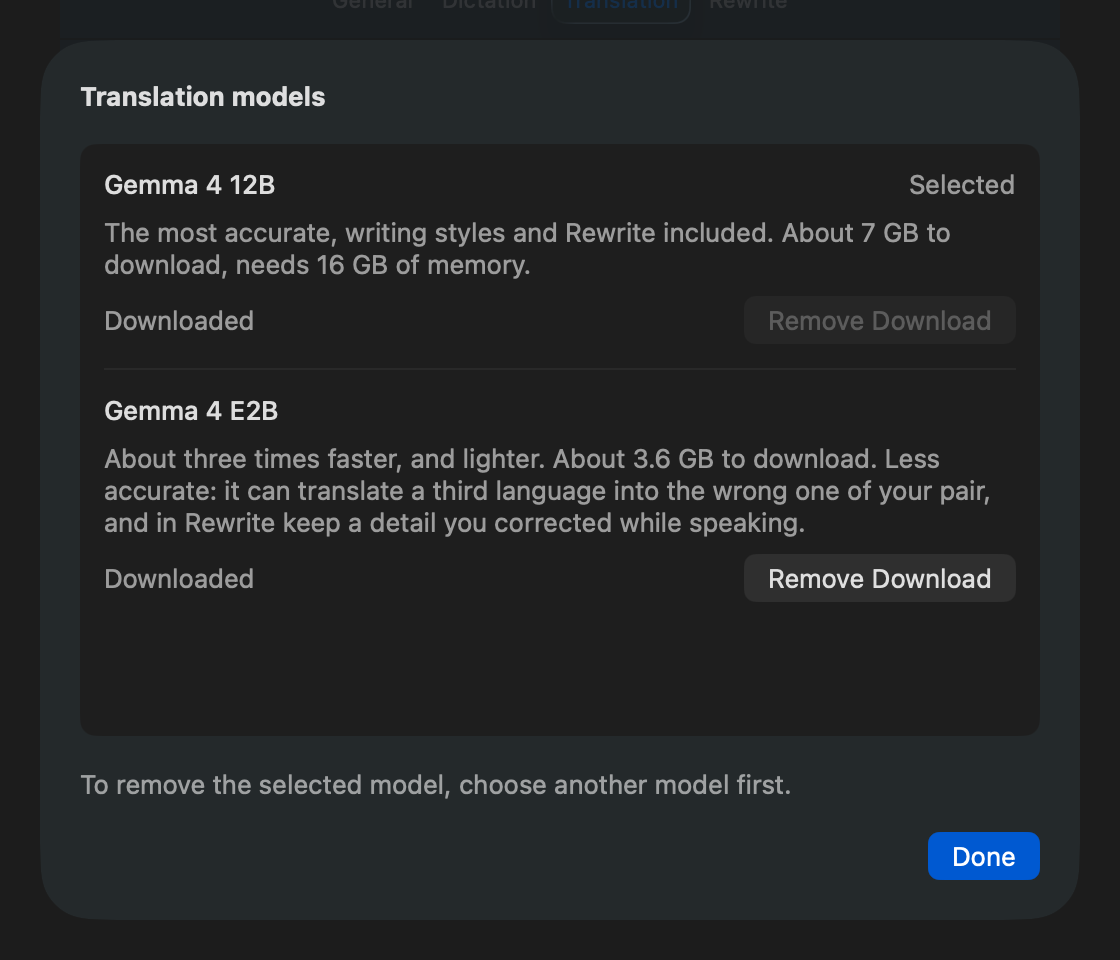 General Dictation Translation Rewrite
Translation models
Gemma 4 12B Selected
The most accurate, writing styles and Rewrite included. About 7 GB to
download, needs 16 GB of memory.
Downloaded Remove Download
Gemma 4 E2B
About three times faster, and lighter. About 3.6 GB to download. Less
accurate: it can translate a third language into the wrong one of your pair,
and in Rewrite keep a detail you corrected while speaking.
Downloaded Remove Download
To remove the selected model, choose another model first.
Done